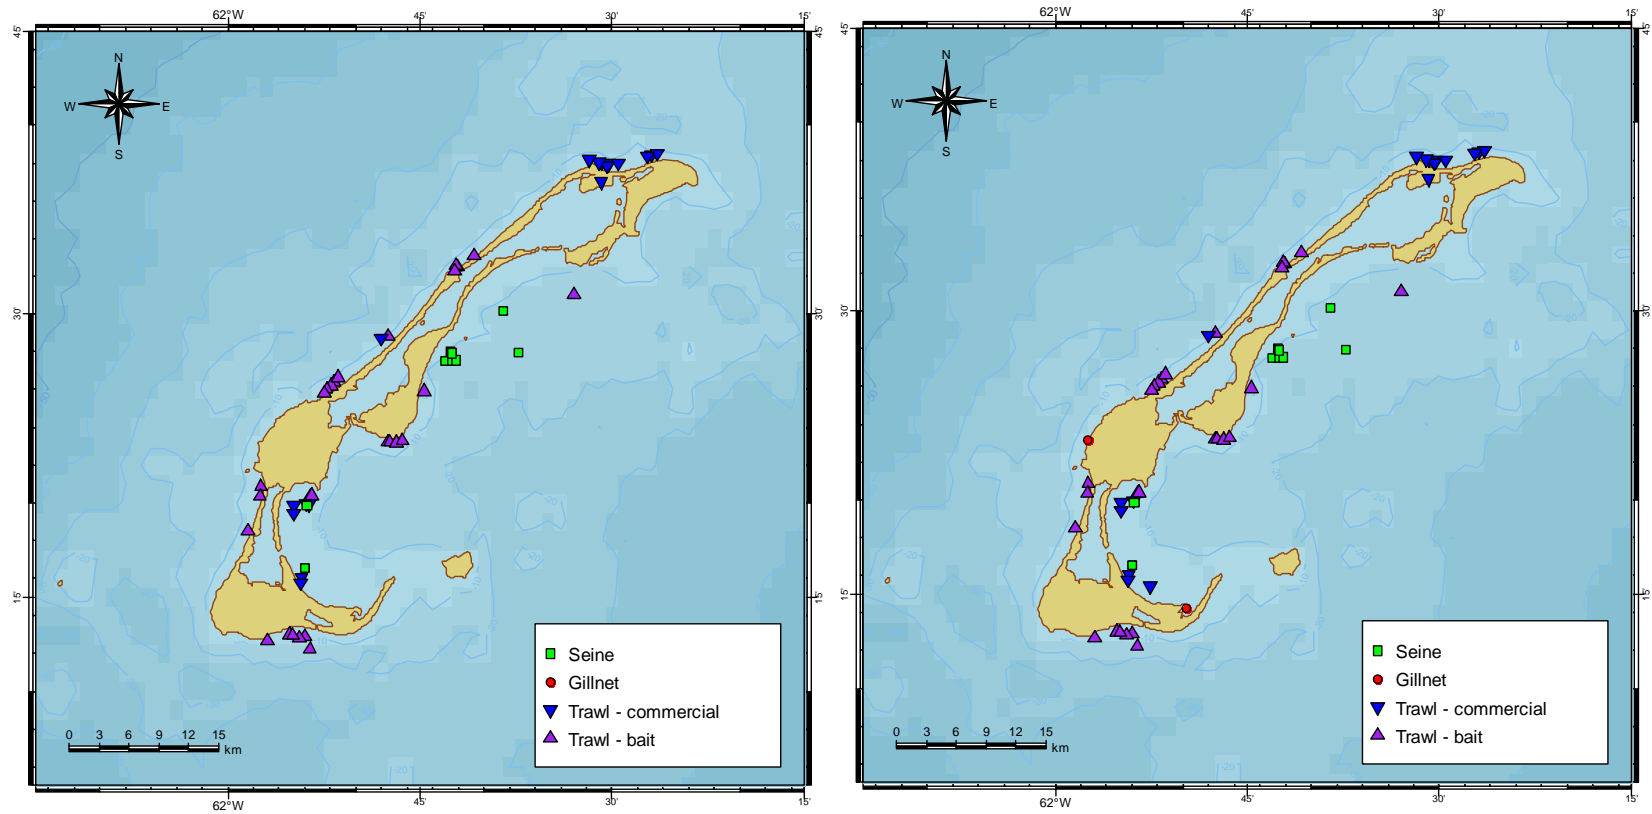 62°W 45' 30' 15'
45'
N
W E
S
30'
15'
Seine
Gillnet
Trawl - commercial
Trawl - bait
0 3 6 9 12 15
km
62°W 45' 30' 15'
62°W 45' 30' 15'
45'
N
W E
S
30'
15'
Seine
Gillnet
Trawl - commercial
Trawl - bait
0 3 6 9 12 15
km
62°W 45' 30' 15'